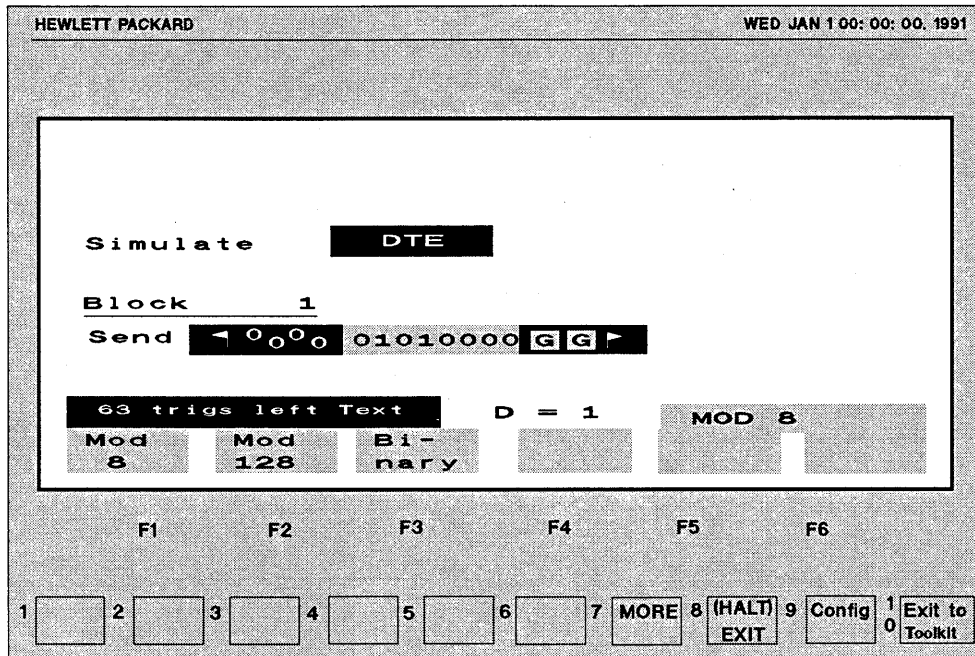 HEWLETT PACKARD WED JAN 1 00: 00: 00, 1991
Simulate DTE
Block 1
Send 0000 01010000 G G
63 trigs left Text D = 1 MOD 8
Mod 8 Mod 128 Bi-nary
F1 F2 F3 F4 F5 F6
1 2 3 4 5 6 7 MORE 8 (HALT) EXIT 9 Config 10 Exit to Toolkit